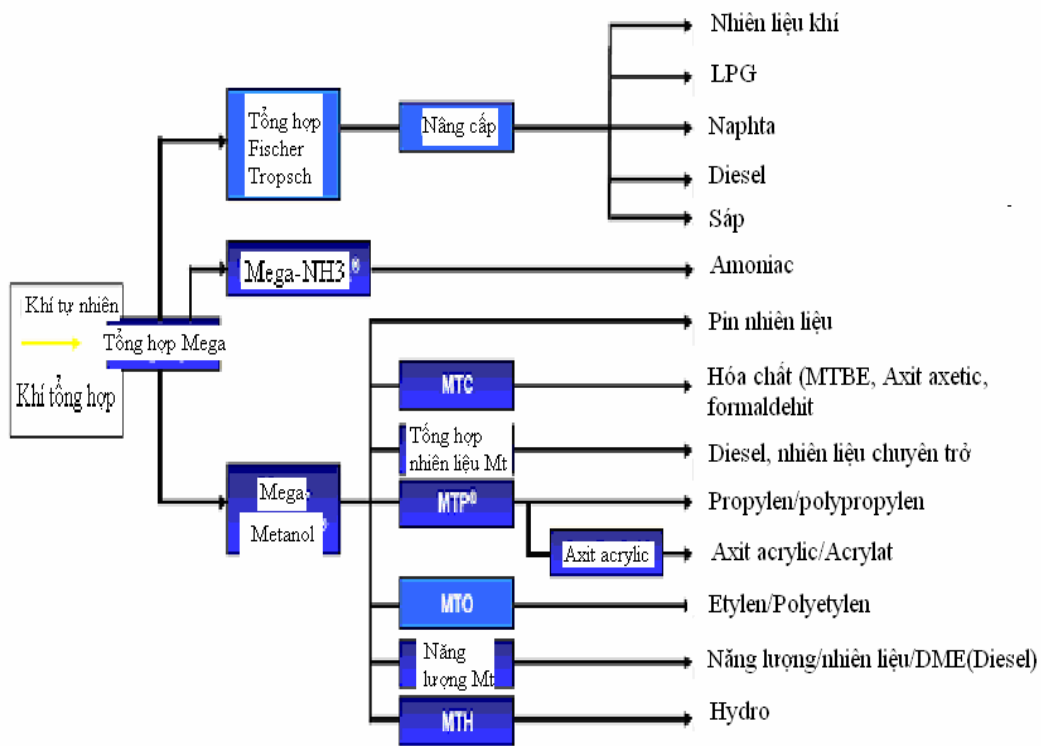 Nhiên liệu khí
LPG
Tổng hợp
Fischer
Tropsch
Nâng cấp
Naphta
Diesel
Sáp
Mega-NH3®
Amoniac
Khí tự nhiên
Tổng hợp Mega
Khí tổng hợp
Pin nhiên liệu
MTC
Hóa chất (MTBE, Axit axetic,
formaldehit
Tổng hợp
nhiên liệu Mt
Diesel, nhiên liệu chuyên trở
Mega-
Metanol®
MTP®
Propylen/polypropylen
Axit acrylic
Axit acrylic/Acrylat
MTO
Etylen/Polyetylen
Năng
lượng Mt
Năng lượng/nhiên liệu/DME(Diesel)
MTH
Hydro